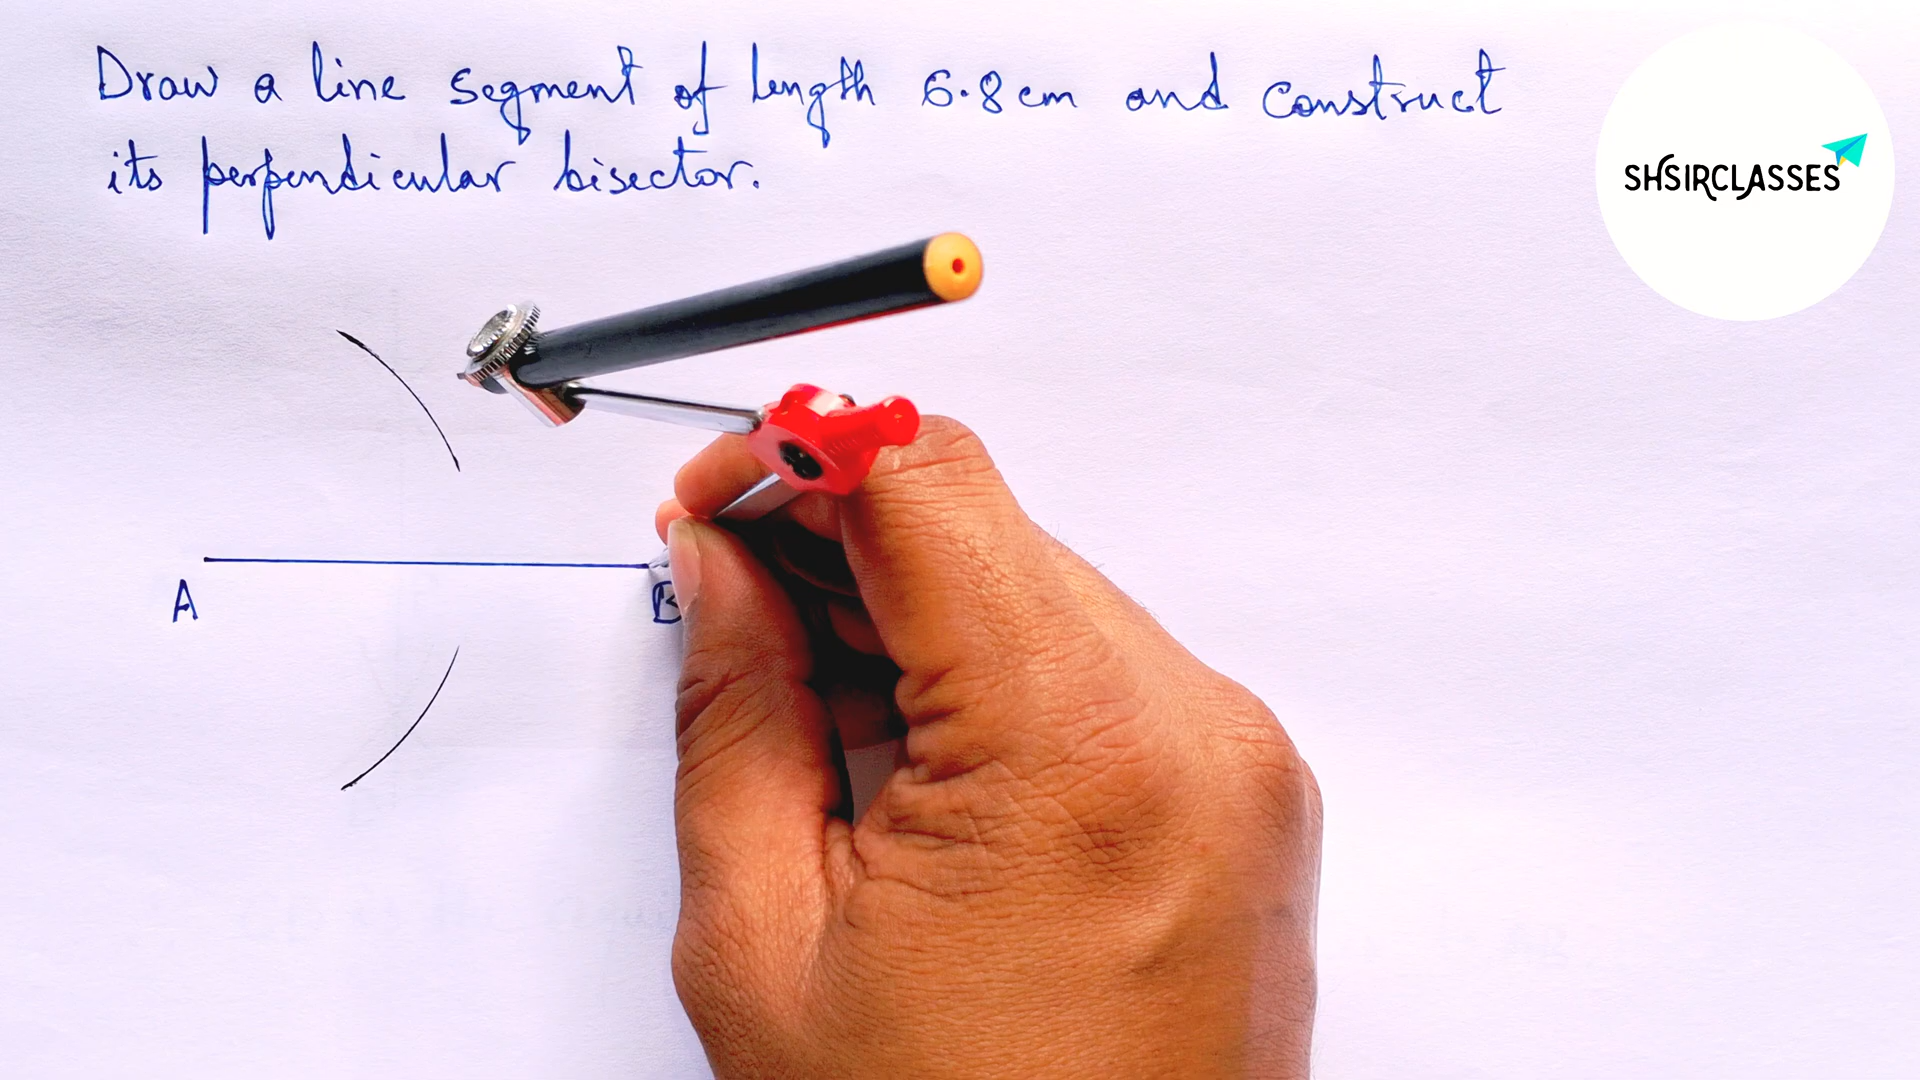 Draw a line segment of length 6.8 cm and construct
its perpendicular bisector.
SHSIRCLASSES
A
B